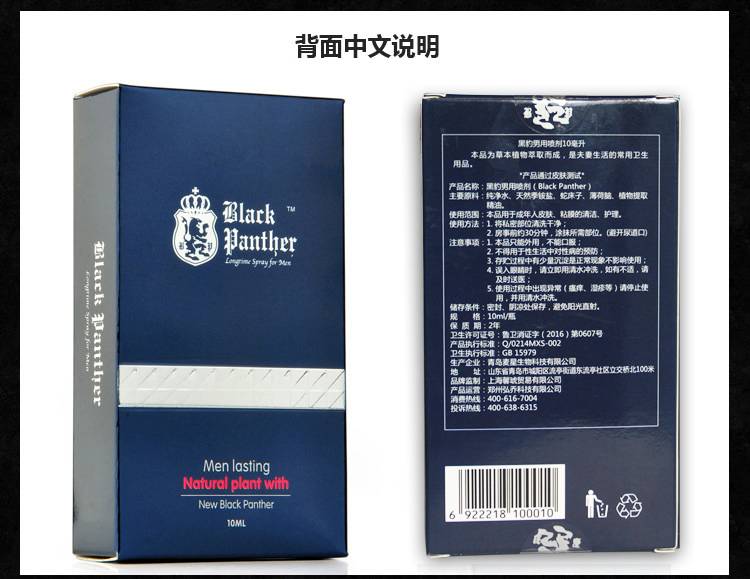 背面中文说明
Black Panther
Longtime Spray for Men
Black
Panther
TM
Longtime Spray for Men
Men lasting
Natural plant with
New Black Panther
10ML
黑豹男用喷剂10毫升
本品为草本植物萃取而成，是夫妻生活的常用卫生
用品。
*产品通过皮肤测试*
产品名称：黑豹男用喷剂（Black Panther）
主要原料：纯净水、天然季铵盐、蛇床子、薄荷脑、植物提取
精油。
使用范围：本品用于成年人皮肤、粘膜的清洁、护理。
使用方法：1. 将私密部位清洗干净；
2. 房事前约30分钟，涂抹所需部位。(避开尿道口)
注意事项：1. 本品只能外用，不能口服；
2. 不得用于性生活中对性病的预防；
3. 存贮过程中有少量沉淀是正常现象不影响使用；
4. 误入眼睛时，请立即用清水冲洗，如有不适，请
及时送医；
5. 使用过程中出现异常（瘙痒、湿疹等）请停止使
用，并用清水冲洗。
储存条件：密封、阴凉处保存，避免阳光直射。
规 格：10ml/瓶
保 质 期：2年
卫生许可证号：鲁卫消证字（2016）第0607号
产品执行标准：Q/0214MXS-002
卫生执行标准：GB 15979
生产企业：青岛麦星生物科技有限公司
地 址：山东省青岛市城阳区流亭街道东流亭社区立交桥北100米
品牌监制：上海馨琥贸易有限公司
产品运营：郑州弘乔科技有限公司
消费热线：400-616-7004
投诉热线：400-638-6315
6 922218 100010